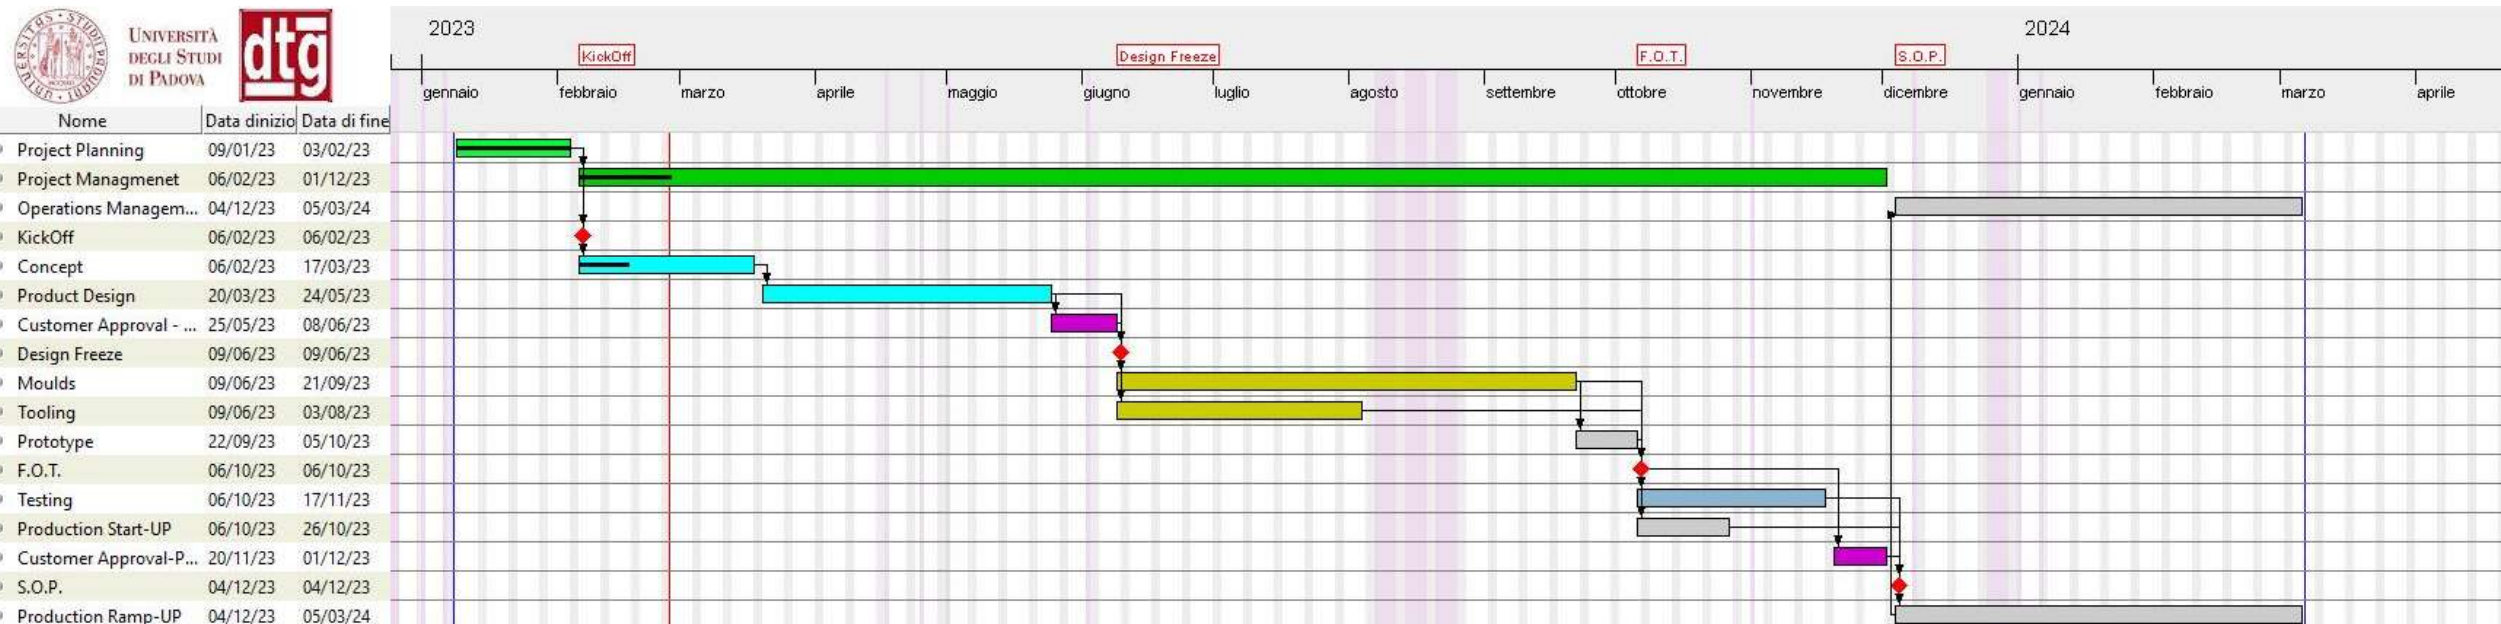 UNIVERSITÀ
DEGLI STUDI
DI PADOVA
dtg
2023
2024
KickOff
Design Freeze
F.O.T.
S.O.P.
gennaio febbraio marzo aprile maggio giugno luglio agosto settembre ottobre novembre dicembre gennaio febbraio marzo aprile
Nome Data dinizio Data di fine
Project Planning 09/01/23 03/02/23
Project Managmenet 06/02/23 01/12/23
Operations Managem... 04/12/23 05/03/24
KickOff 06/02/23 06/02/23
Concept 06/02/23 17/03/23
Product Design 20/03/23 24/05/23
Customer Approval - ... 25/05/23 08/06/23
Design Freeze 09/06/23 09/06/23
Moulds 09/06/23 21/09/23
Tooling 09/06/23 03/08/23
Prototype 22/09/23 05/10/23
F.O.T. 06/10/23 06/10/23
Testing 06/10/23 17/11/23
Production Start-UP 06/10/23 26/10/23
Customer Approval-P... 20/11/23 01/12/23
S.O.P. 04/12/23 04/12/23
Production Ramp-UP 04/12/23 05/03/24